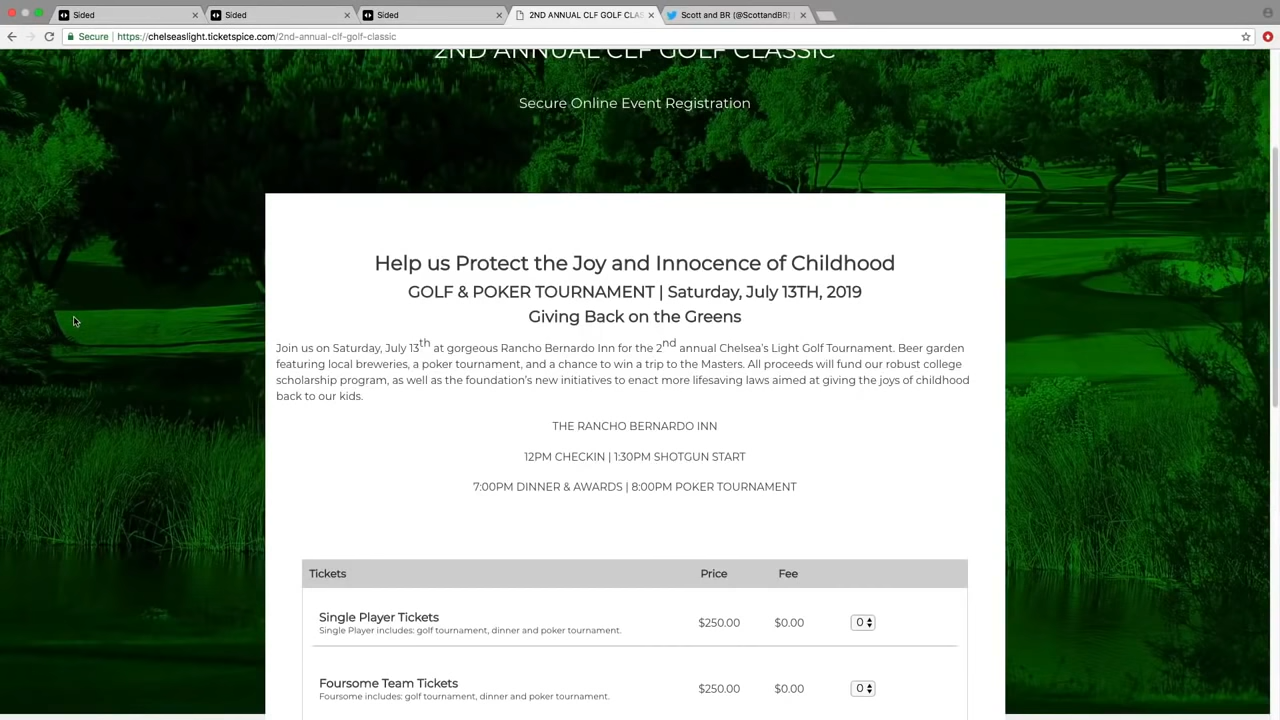 Sided
Sided
Sided
2ND ANNUAL CLF GOLF CLAS
Scott and BR (@ScottandBR) |
Secure | https://chelseaslight.ticketspice.com/2nd-annual-clf-golf-classic
2ND ANNUAL CLF GOLF CLASSIC
Secure Online Event Registration
Help us Protect the Joy and Innocence of Childhood
GOLF & POKER TOURNAMENT | Saturday, July 13TH, 2019
Giving Back on the Greens
Join us on Saturday, July 13th at gorgeous Rancho Bernardo Inn for the 2nd annual Chelsea's Light Golf Tournament. Beer garden
featuring local breweries, a poker tournament, and a chance to win a trip to the Masters. All proceeds will fund our robust college
scholarship program, as well as the foundation's new initiatives to enact more lifesaving laws aimed at giving the joys of childhood
back to our kids.
THE RANCHO BERNARDO INN
12PM CHECKIN | 1:30PM SHOTGUN START
7:00PM DINNER & AWARDS | 8:00PM POKER TOURNAMENT
Tickets Price Fee
Single Player Tickets $250.00 $0.00 0
Single Player includes: golf tournament, dinner and poker tournament.
Foursome Team Tickets $250.00 $0.00 0
Foursome includes: golf tournament, dinner and poker tournament.